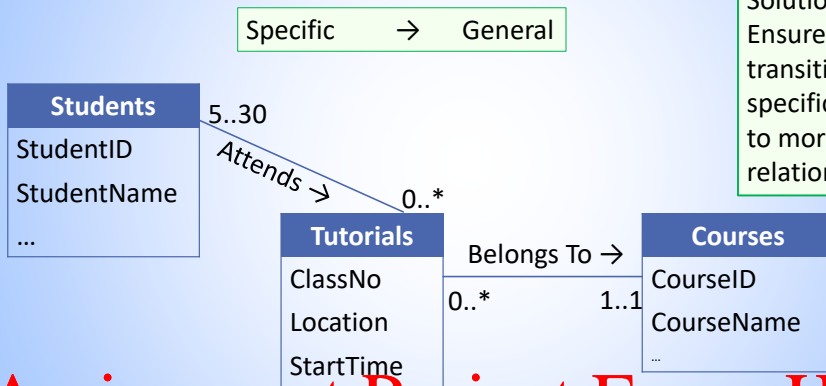 Specific → General
Solutio
Ensure
transiti
specific
to mor
relation
Students
StudentID
StudentName
...
5..30
Attends →
0..*
Tutorials
ClassNo
Location
StartTime
Belongs To →
0..*
1..1
Courses
CourseID
CourseName
...